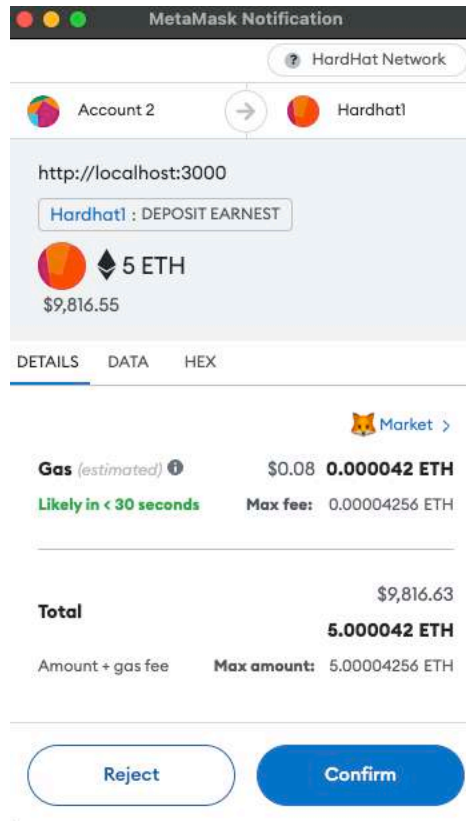 MetaMask Notification
? HardHat Network
Account 2
Hardhat1
http://localhost:3000
Hardhat1 : DEPOSIT EARNEST
5 ETH
$9,816.55
DETAILS DATA HEX
Market >
Gas (estimated) i $0.08 0.000042 ETH
Likely in < 30 seconds Max fee: 0.00004256 ETH
$9,816.63
Total
5.000042 ETH
Amount + gas fee Max amount: 5.00004256 ETH
Reject Confirm